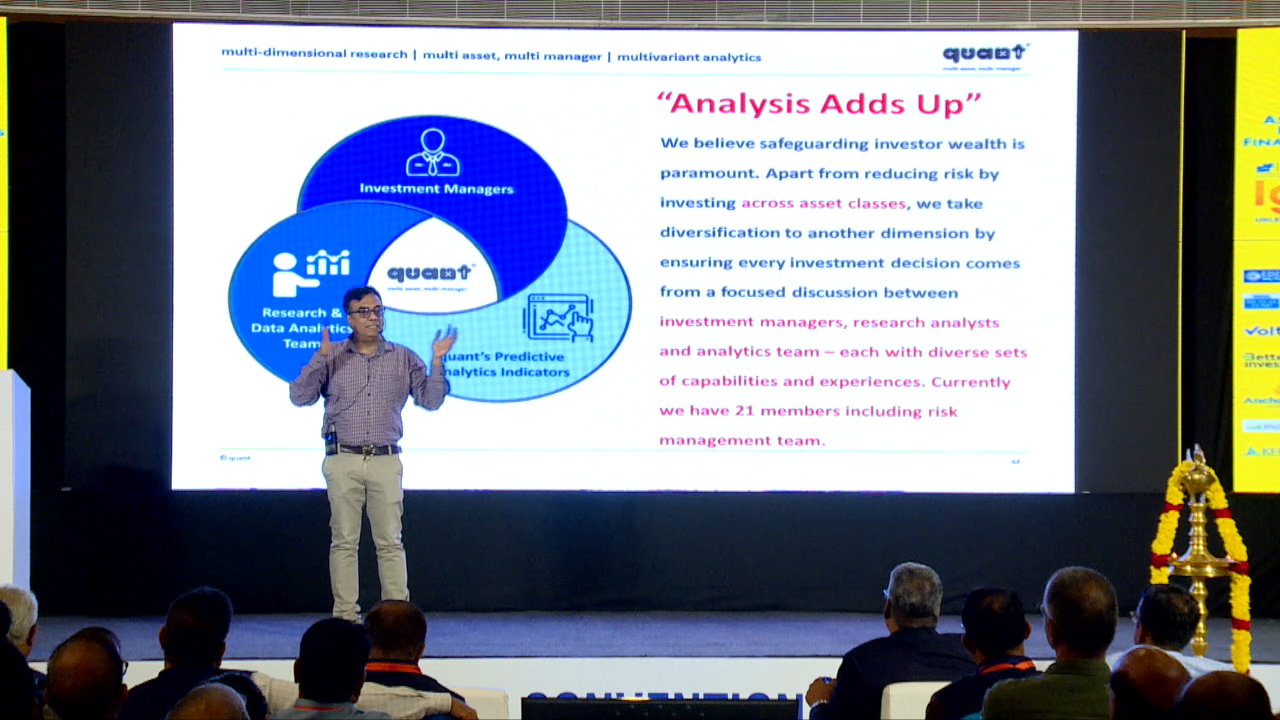 multi-dimensional research | multi asset, multi manager | multivariant analytics
quant
multi asset, multi manager
"Analysis Adds Up"
We believe safeguarding investor wealth is
paramount. Apart from reducing risk by
investing across asset classes, we take
diversification to another dimension by
ensuring every investment decision comes
from a focused discussion between
investment managers, research analysts
and analytics team – each with diverse sets
of capabilities and experiences. Currently
we have 21 members including risk
management team.
Investment Managers
quant
multi asset, multi manager
Research &
Data Analytics
Team
quant's Predictive
Analytics Indicators
© quant
CONVENTION